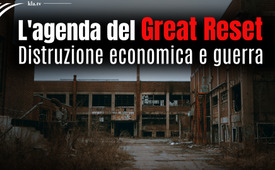 kla.tv
L'agenda del Great Reset
Distruzione economica e guerra